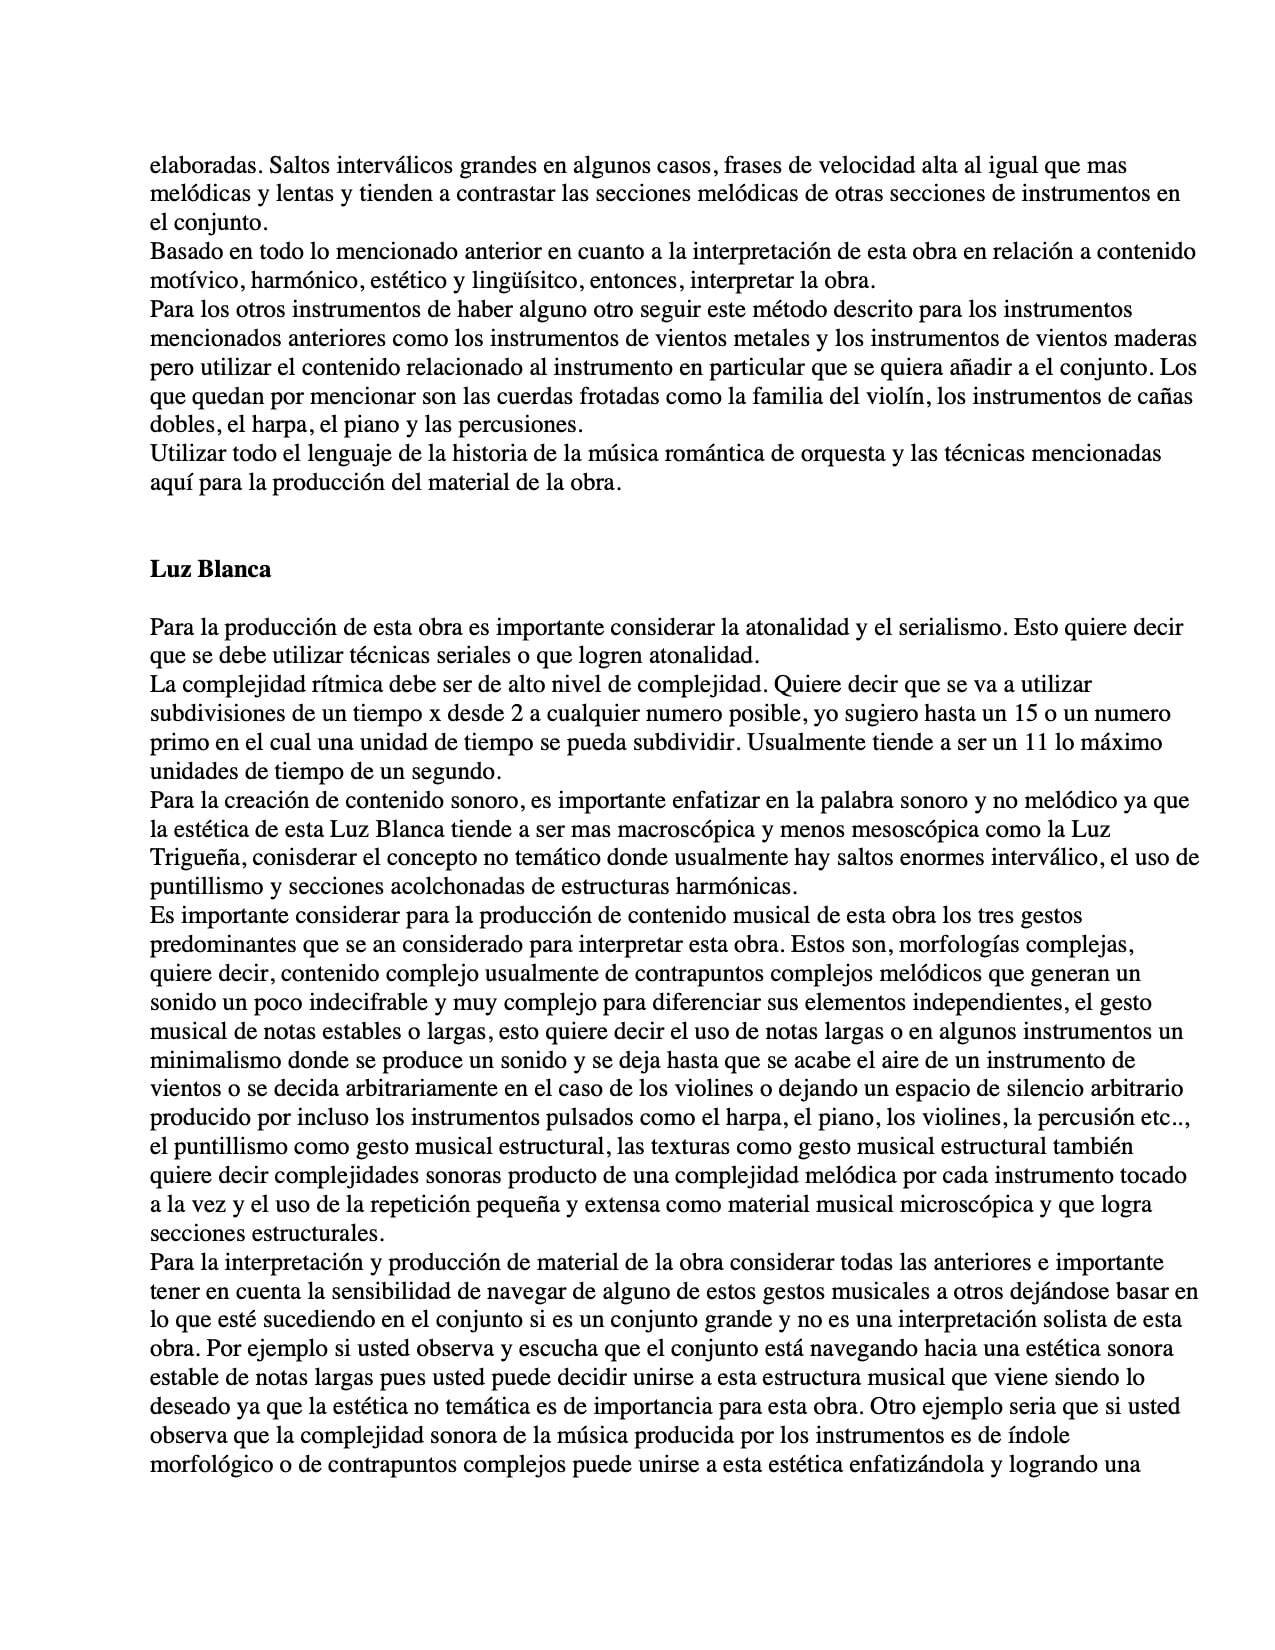 elaboradas. Saltos interválicos grandes en algunos casos, frases de velocidad alta al igual que mas
melódicas y lentas y tienden a contrastar las secciones melódicas de otras secciones de instrumentos en
el conjunto.
Basado en todo lo mencionado anterior en cuanto a la interpretación de esta obra en relación a contenido
motívico, harmónico, estético y lingüísitco, entonces, interpretar la obra.
Para los otros instrumentos de haber alguno otro seguir este método descrito para los instrumentos
mencionados anteriores como los instrumentos de vientos metales y los instrumentos de vientos maderas
pero utilizar el contenido relacionado al instrumento en particular que se quiera añadir a el conjunto. Los
que quedan por mencionar son las cuerdas frotadas como la familia del violín, los instrumentos de cañas
dobles, el harpa, el piano y las percusiones.
Utilizar todo el lenguaje de la historia de la música romántica de orquesta y las técnicas mencionadas
aquí para la producción del material de la obra.
Luz Blanca
Para la producción de esta obra es importante considerar la atonalidad y el serialismo. Esto quiere decir
que se debe utilizar técnicas seriales o que logren atonalidad.
La complejidad rítmica debe ser de alto nivel de complejidad. Quiere decir que se va a utilizar
subdivisiones de un tiempo x desde 2 a cualquier numero posible, yo sugiero hasta un 15 o un numero
primo en el cual una unidad de tiempo se pueda subdividir. Usualmente tiende a ser un 11 lo máximo
unidades de tiempo de un segundo.
Para la creación de contenido sonoro, es importante enfatizar en la palabra sonoro y no melódico ya que
la estética de esta Luz Blanca tiende a ser mas macroscópica y menos mesoscópica como la Luz
Trigueña, conisderar el concepto no temático donde usualmente hay saltos enormes interválico, el uso de
puntillismo y secciones acolchonadas de estructuras harmónicas.
Es importante considerar para la producción de contenido musical de esta obra los tres gestos
predominantes que se an considerado para interpretar esta obra. Estos son, morfologías complejas,
quiere decir, contenido complejo usualmente de contrapuntos complejos melódicos que generan un
sonido un poco indecifrable y muy complejo para diferenciar sus elementos independientes, el gesto
musical de notas estables o largas, esto quiere decir el uso de notas largas o en algunos instrumentos un
minimalismo donde se produce un sonido y se deja hasta que se acabe el aire de un instrumento de
vientos o se decida arbitrariamente en el caso de los violines o dejando un espacio de silencio arbitrario
producido por incluso los instrumentos pulsados como el harpa, el piano, los violines, la percusión etc..,
el puntillismo como gesto musical estructural, las texturas como gesto musical estructural también
quiere decir complejidades sonoras producto de una complejidad melódica por cada instrumento tocado
a la vez y el uso de la repetición pequeña y extensa como material musical microscópica y que logra
secciones estructurales.
Para la interpretación y producción de material de la obra considerar todas las anteriores e importante
tener en cuenta la sensibilidad de navegar de alguno de estos gestos musicales a otros dejándose basar en
lo que esté sucediendo en el conjunto si es un conjunto grande y no es una interpretación solista de esta
obra. Por ejemplo si usted observa y escucha que el conjunto está navegando hacia una estética sonora
estable de notas largas pues usted puede decidir unirse a esta estructura musical que viene siendo lo
deseado ya que la estética no temática es de importancia para esta obra. Otro ejemplo seria que si usted
observa que la complejidad sonora de la música producida por los instrumentos es de índole
morfológico o de contrapuntos complejos puede unirse a esta estética enfatizándola y logrando una